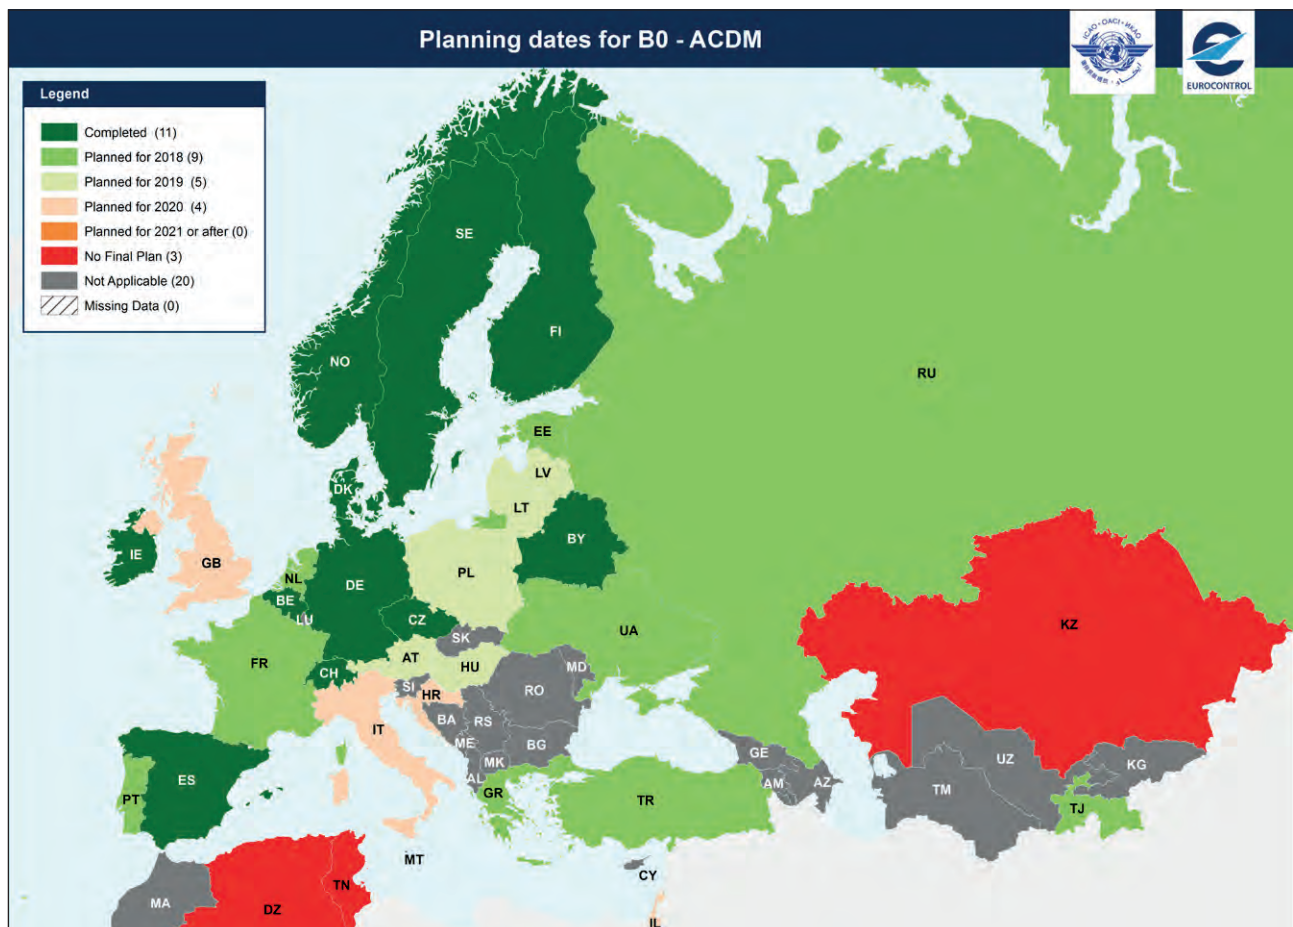 Planning dates for B0 - ACDM
ICAO · OACI · ИКАО
EUROCONTROL
Legend
Completed (11)
Planned for 2018 (9)
Planned for 2019 (5)
Planned for 2020 (4)
Planned for 2021 or after (0)
No Final Plan (3)
Not Applicable (20)
Missing Data (0)
SE
FI
NO
RU
EE
LV
LT
DK
BY
IE
GB
NL
DE
PL
BE
LU
CZ
KZ
UA
SK
FR
AT
HU
CH
MD
SI
HR
RO
IT
BA
RS
ME
BG
GE
UZ
KG
MK
AL
ES
AM
AZ
TM
GR
PT
TR
TJ
MT
CY
TN
MA
DZ
IL